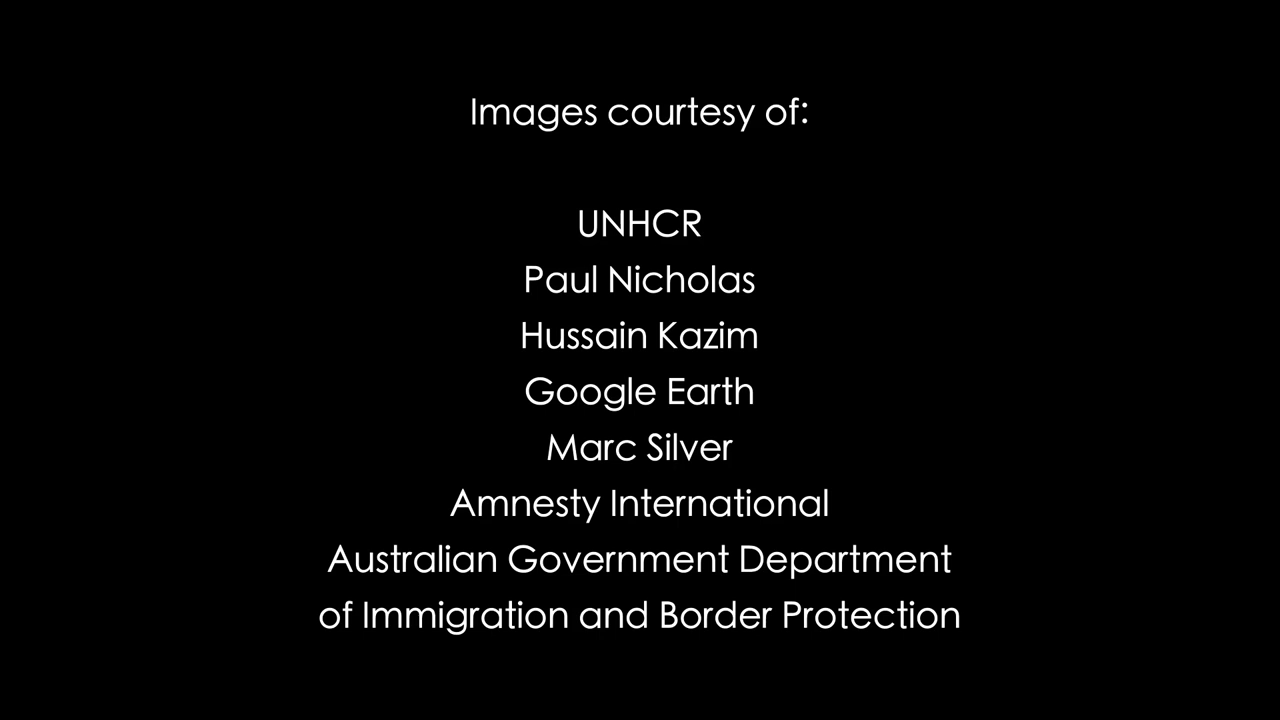 Images courtesy of:
UNHCR
Paul Nicholas
Hussain Kazim
Google Earth
Marc Silver
Amnesty International
Australian Government Department
of Immigration and Border Protection